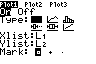 Plot1 Plot2 Plot3
On Off
Type:
Xlist:L₁
Ylist:L₂
Mark: